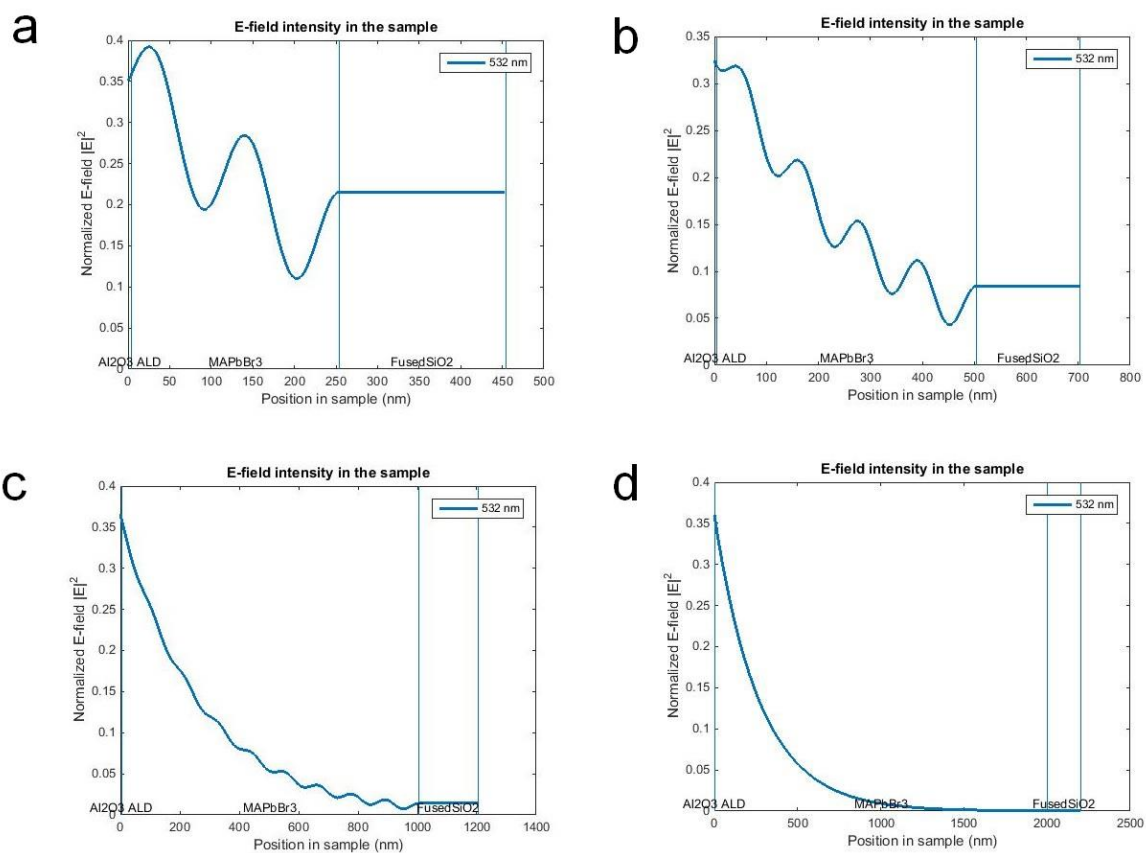 a
E-field intensity in the sample
0.4
0.35
0.3
0.25
0.2
0.15
0.1
0.05
0
Normalized E-field |E|²
532 nm
Al2O3 ALD MAPbBr3 FusedSiO2
0 50 100 150 200 250 300 350 400 450 500
Position in sample (nm)
b
E-field intensity in the sample
0.35
0.3
0.25
0.2
0.15
0.1
0.05
0
Normalized E-field |E|²
532 nm
Al2O3 ALD MAPbBr3 FusedSiO2
0 100 200 300 400 500 600 700 800
Position in sample (nm)
c
E-field intensity in the sample
0.4
0.35
0.3
0.25
0.2
0.15
0.1
0.05
0
Normalized E-field |E|²
532 nm
Al2O3 ALD MAPbBr3 FusedSiO2
0 200 400 600 800 1000 1200 1400
Position in sample (nm)
d
E-field intensity in the sample
0.4
0.35
0.3
0.25
0.2
0.15
0.1
0.05
0
Normalized E-field |E|²
532 nm
Al2O3 ALD MAPbBr3 FusedSiO2
0 500 1000 1500 2000 2500
Position in sample (nm)